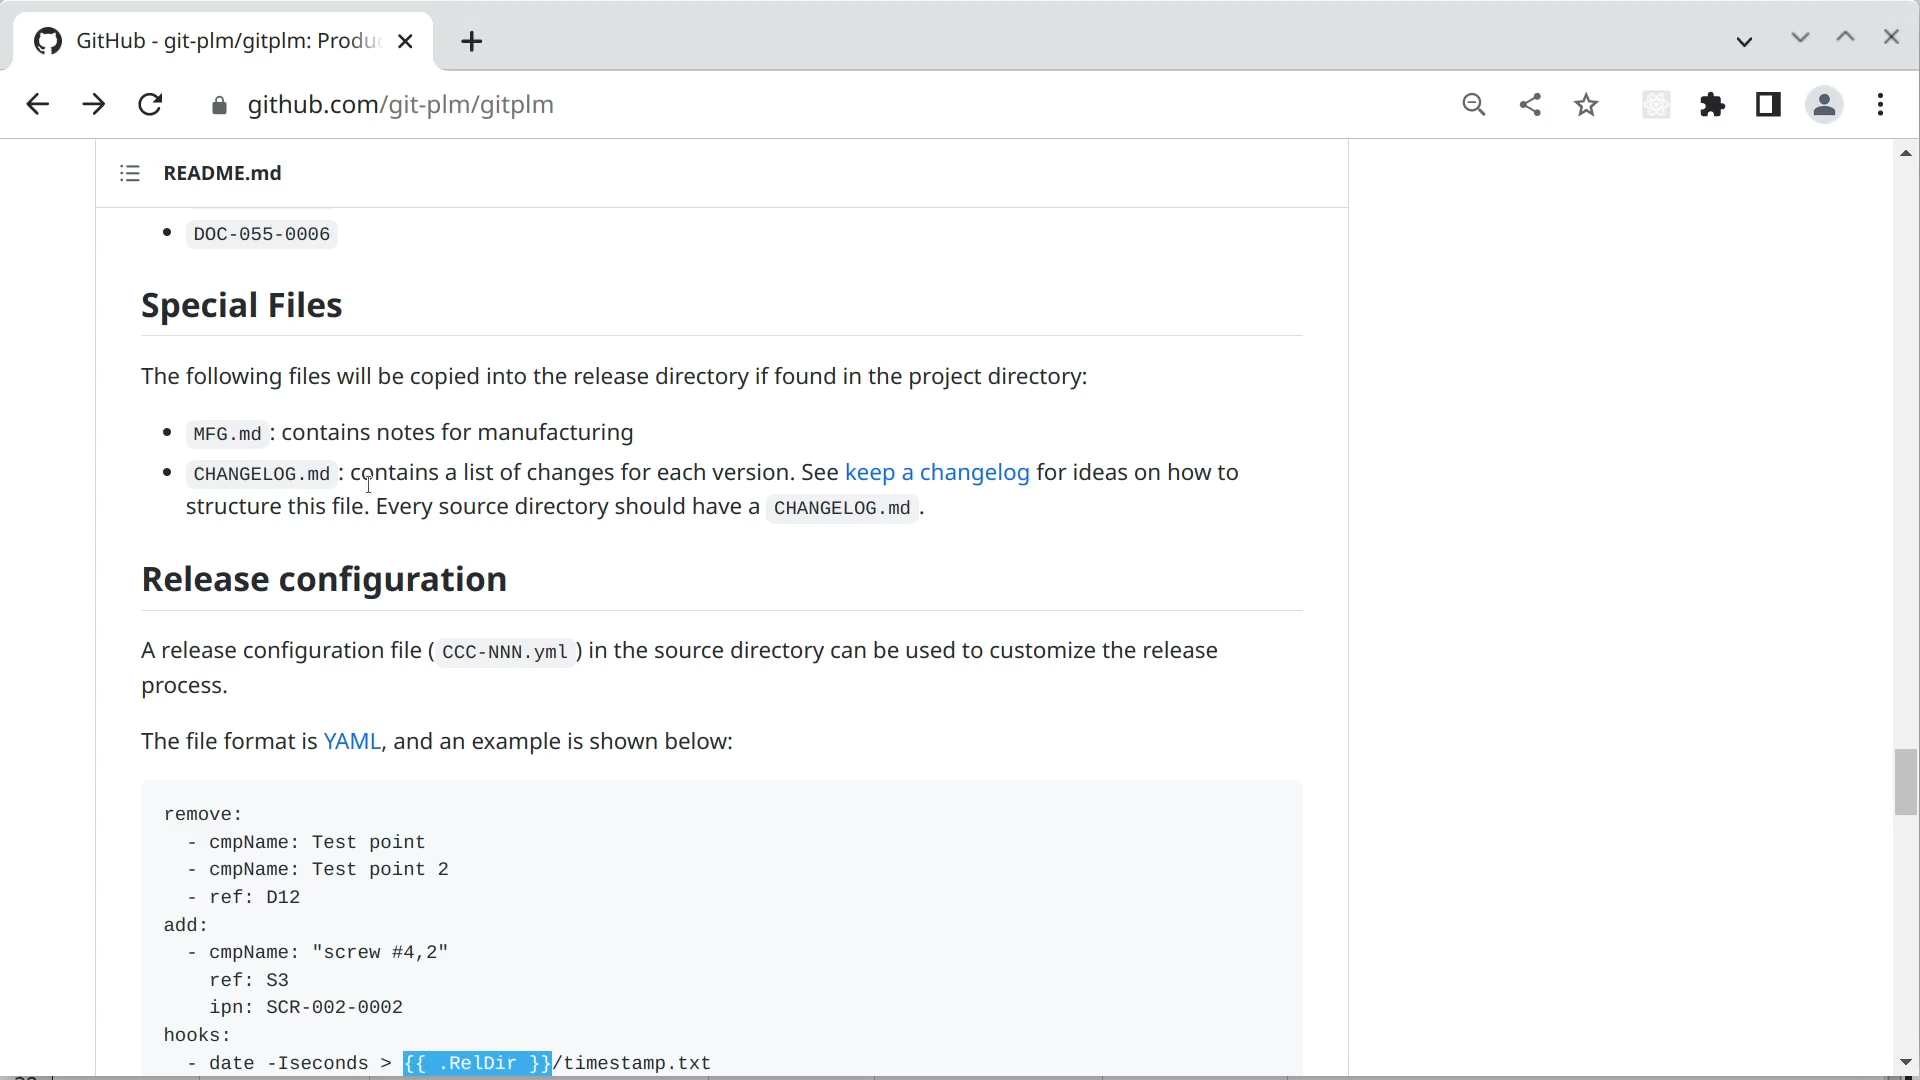 GitHub - git-plm/gitplm: Produc
github.com/git-plm/gitplm
README.md
DOC-055-0006
Special Files
The following files will be copied into the release directory if found in the project directory:
MFG.md : contains notes for manufacturing
CHANGELOG.md : contains a list of changes for each version. See keep a changelog for ideas on how to
structure this file. Every source directory should have a CHANGELOG.md .
Release configuration
A release configuration file ( CCC-NNN.yml ) in the source directory can be used to customize the release
process.
The file format is YAML, and an example is shown below:
remove:
- cmpName: Test point
- cmpName: Test point 2
- ref: D12
add:
- cmpName: "screw #4,2"
ref: S3
ipn: SCR-002-0002
hooks:
- date -Iseconds > {{ .RelDir }}/timestamp.txt